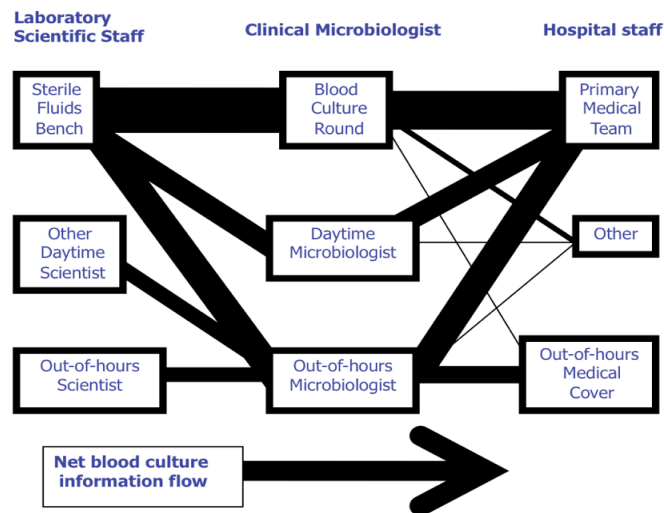 Laboratory
Scientific Staff
Clinical Microbiologist
Hospital staff
Sterile
Fluids
Bench
Blood
Culture
Round
Primary
Medical
Team
Other
Daytime
Scientist
Daytime
Microbiologist
Other
Out-of-hours
Scientist
Out-of-hours
Microbiologist
Out-of-hours
Medical
Cover
Net blood culture
information flow